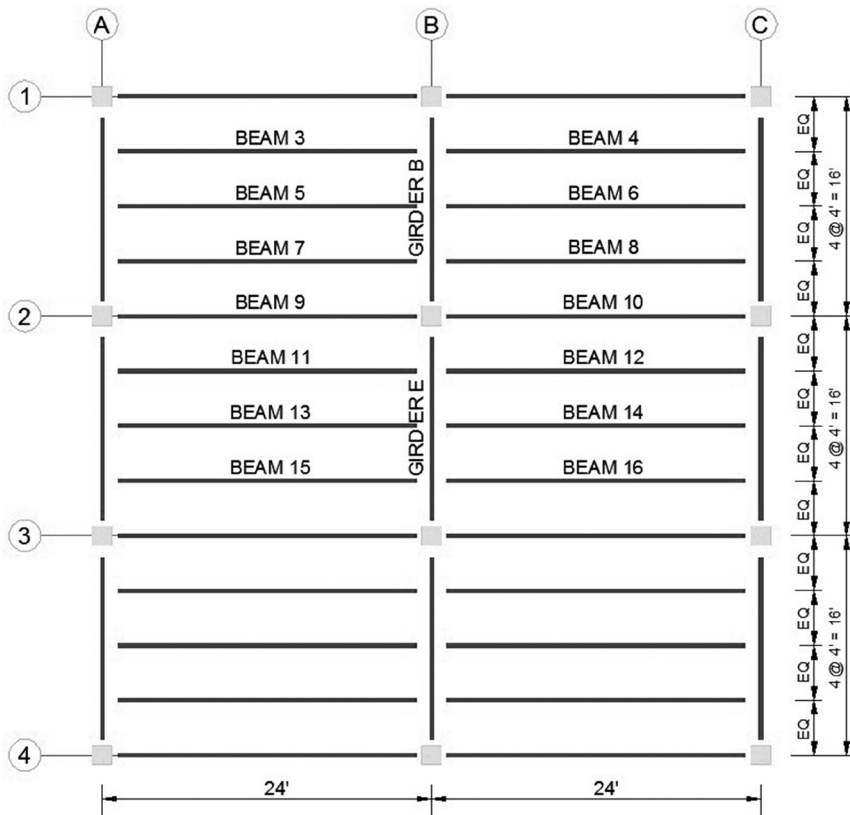 A B C
1
BEAM 3 BEAM 4
BEAM 5 BEAM 6
GIRDER B
BEAM 7 BEAM 8
2
BEAM 9 BEAM 10
BEAM 11 BEAM 12
BEAM 13 BEAM 14
GIRDER E
BEAM 15 BEAM 16
3
4
EQ
EQ
EQ
EQ
4 @ 4' = 16'
EQ
EQ
EQ
EQ
4 @ 4' = 16'
EQ
EQ
EQ
EQ
4 @ 4' = 16'
24' 24'